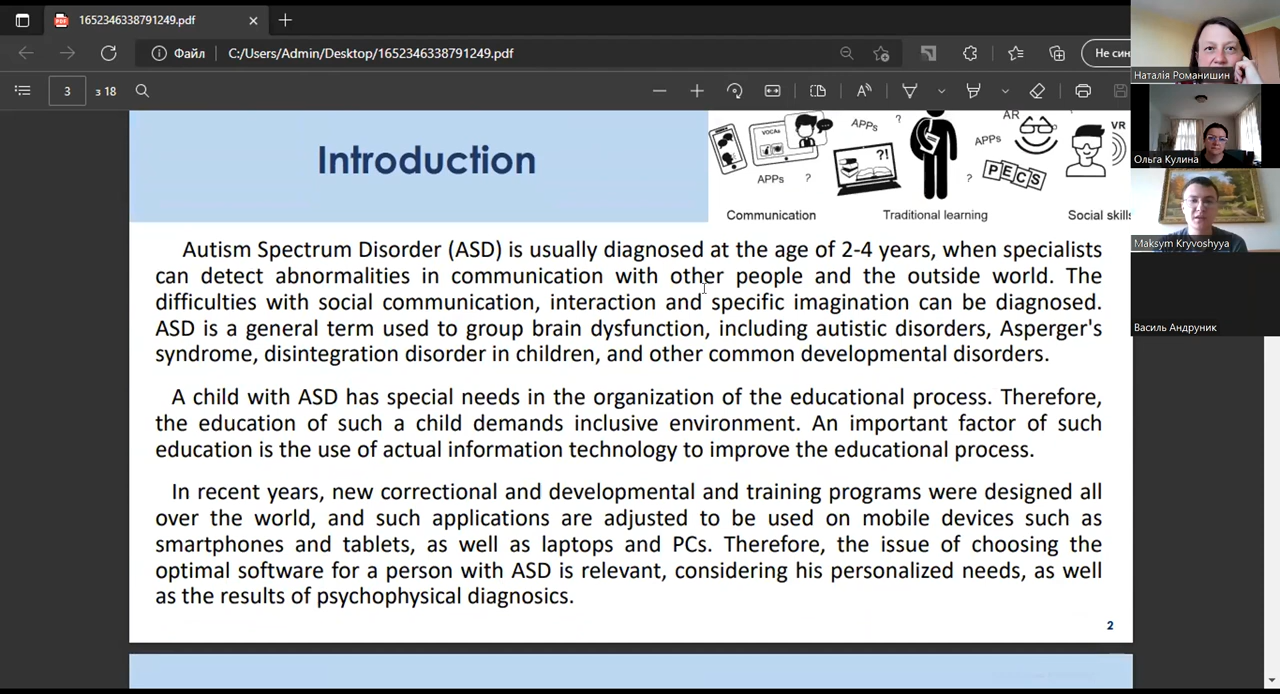 1652346338791249.pdf
Файл
C:/Users/Admin/Desktop/1652346338791249.pdf
Не син
3
з 18
Наталія Романишин
Ольга Кулина
Maksym Kryvoshyya
Василь Андруник
Introduction
VOCAs
APPs
?
APPs
?
?!
APPs
AR
?
PECS
VR
Communication
Traditional learning
Social skills
Autism Spectrum Disorder (ASD) is usually diagnosed at the age of 2-4 years, when specialists
can detect abnormalities in communication with other people and the outside world. The
difficulties with social communication, interaction and specific imagination can be diagnosed.
ASD is a general term used to group brain dysfunction, including autistic disorders, Asperger's
syndrome, disintegration disorder in children, and other common developmental disorders.
A child with ASD has special needs in the organization of the educational process. Therefore,
the education of such a child demands inclusive environment. An important factor of such
education is the use of actual information technology to improve the educational process.
In recent years, new correctional and developmental and training programs were designed all
over the world, and such applications are adjusted to be used on mobile devices such as
smartphones and tablets, as well as laptops and PCs. Therefore, the issue of choosing the
optimal software for a person with ASD is relevant, considering his personalized needs, as well
as the results of psychophysical diagnosics.
2